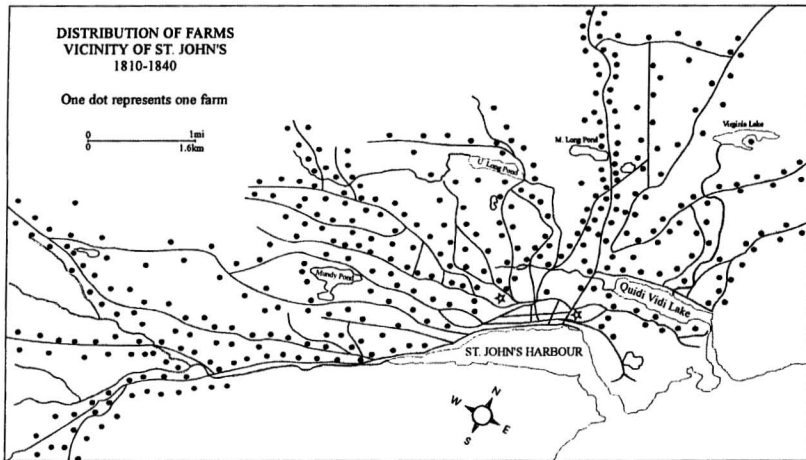 DISTRIBUTION OF FARMS
VICINITY OF ST. JOHN'S
1810-1840
One dot represents one farm
0 1mi
0 1.6km
Virginia Lake
M. Long Pond
U. Long Pond
Mundy Pond
Quidi Vidi Lake
ST. JOHN'S HARBOUR
N
W
E
S